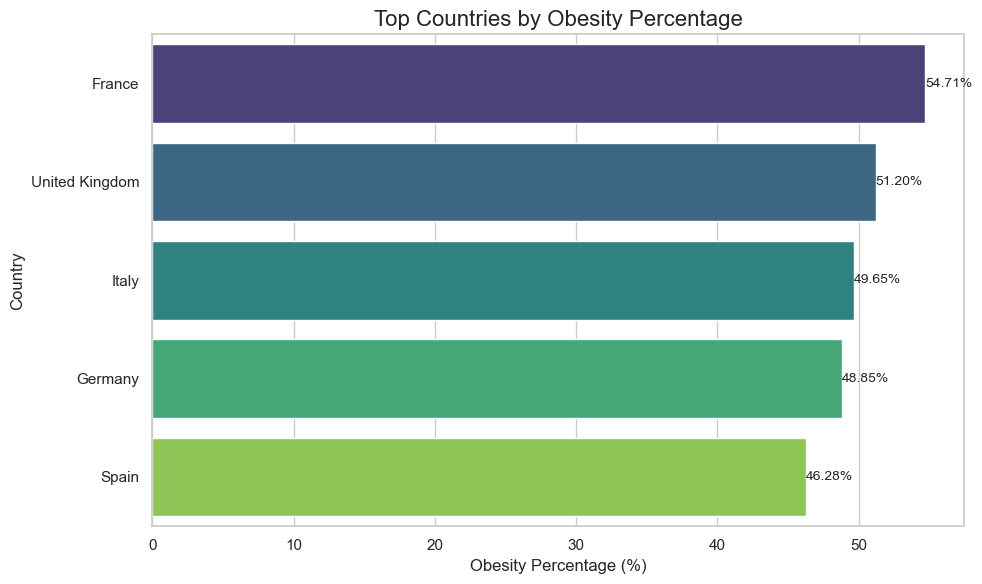 Top Countries by Obesity Percentage
France
54.71%
United Kingdom
51.20%
Italy
49.65%
Germany
48.85%
Spain
46.28%
Country
0 10 20 30 40 50
Obesity Percentage (%)